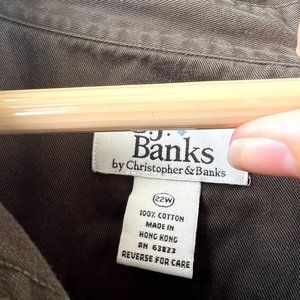 Banks
by Christopher & Banks
22W
100% COTTON
MADE IN
HONG KONG
RN 63823
REVERSE FOR CARE